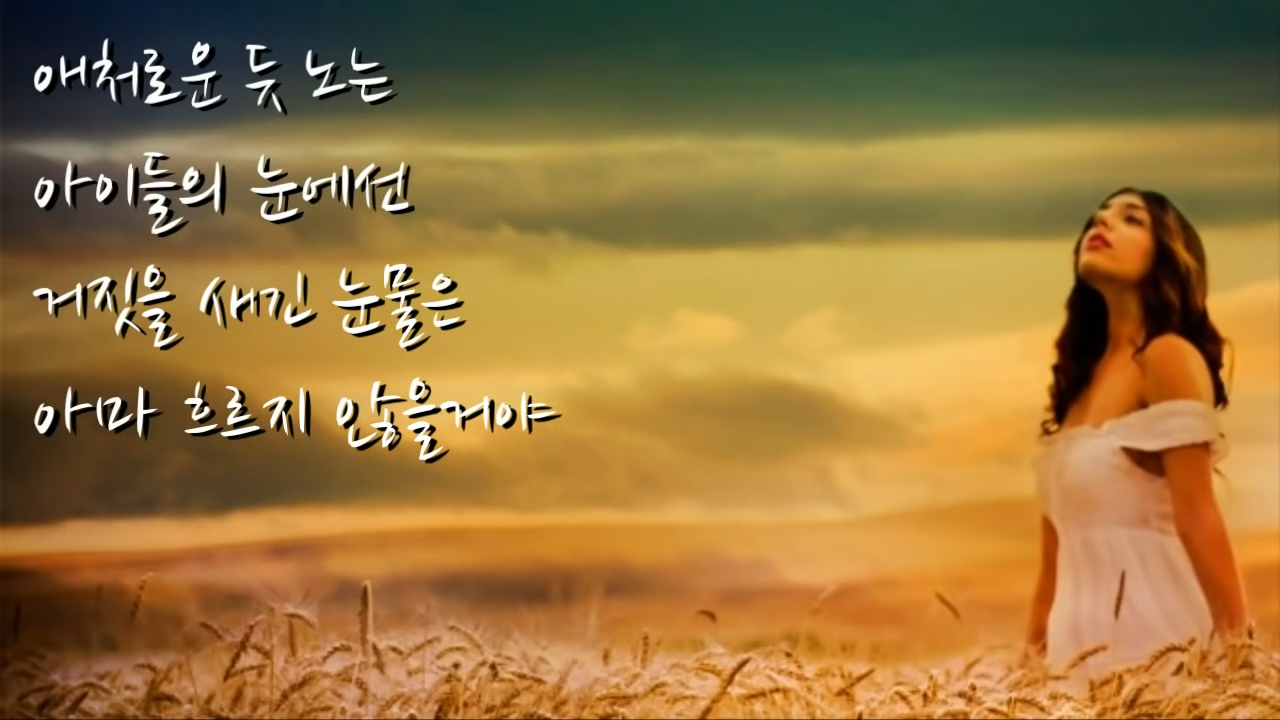 애처로운 듯 노는
아이들의 눈에선
거짓을 새긴 눈물은
아마 흐르지 않을거야